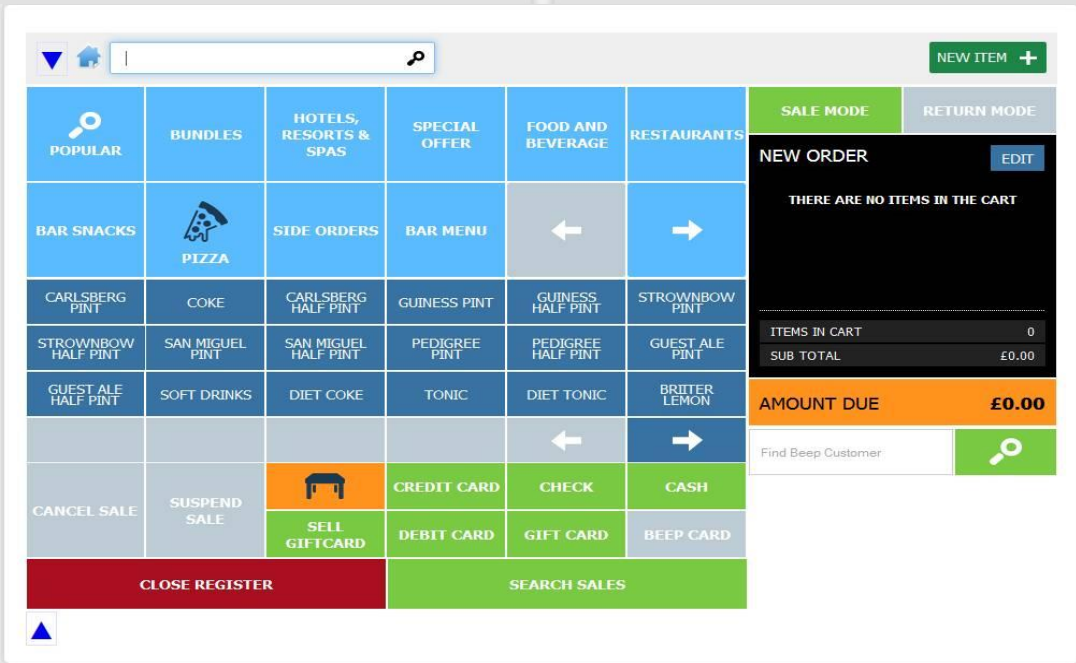 NEW ITEM
POPULAR
BUNDLES
HOTELS,
RESORTS &
SPAS
SPECIAL
OFFER
FOOD AND
BEVERAGE
RESTAURANTS
BAR SNACKS
PIZZA
SIDE ORDERS
BAR MENU
CARLSBERG
PINT
COKE
CARLSBERG
HALF PINT
GUINESS PINT
GUINESS
HALF PINT
STROWNBOW
PINT
STROWNBOW
HALF PINT
SAN MIGUEL
PINT
SAN MIGUEL
HALF PINT
PEDIGREE
PINT
PEDIGREE
HALF PINT
GUEST ALE
PINT
GUEST ALE
HALF PINT
SOFT DRINKS
DIET COKE
TONIC
DIET TONIC
BRIITER
LEMON
CANCEL SALE
SUSPEND
SALE
CREDIT CARD
CHECK
CASH
SELL
GIFTCARD
DEBIT CARD
GIFT CARD
BEEP CARD
CLOSE REGISTER
SEARCH SALES
SALE MODE
RETURN MODE
NEW ORDER
EDIT
THERE ARE NO ITEMS IN THE CART
ITEMS IN CART 0
SUB TOTAL £0.00
AMOUNT DUE £0.00
Find Beep Customer